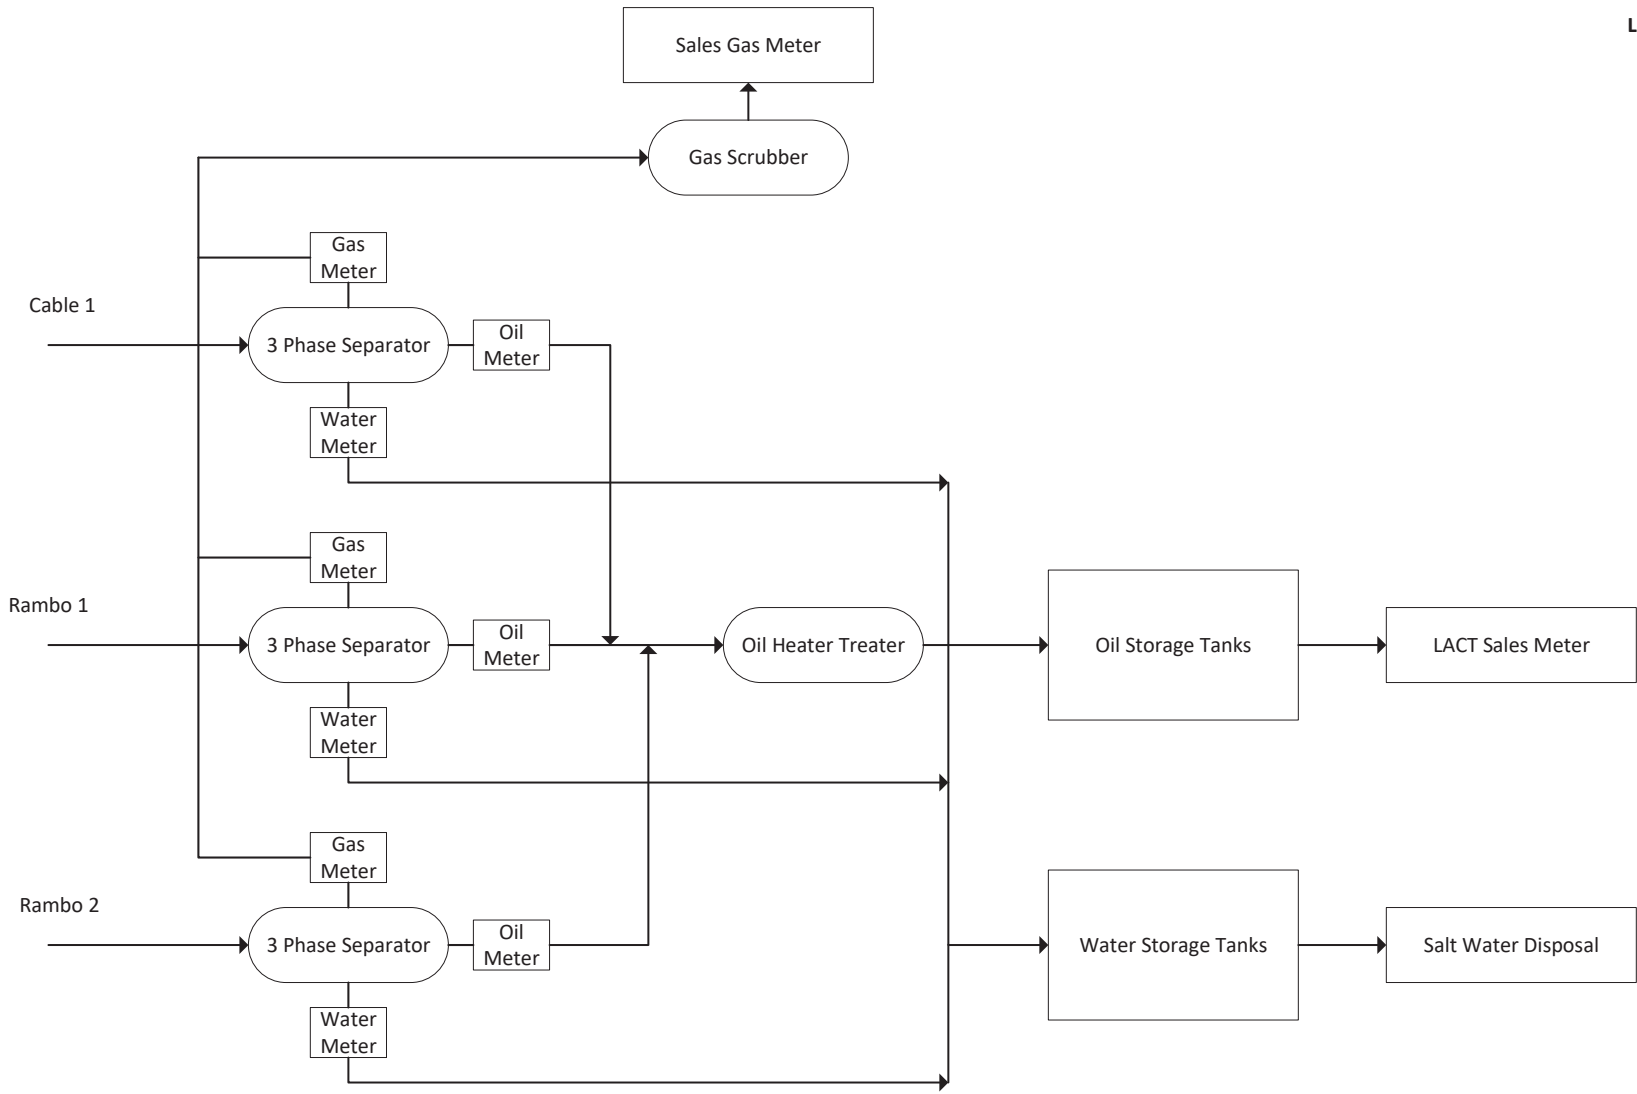 L
Sales Gas Meter
Gas Scrubber
Gas
Meter
Cable 1
3 Phase Separator
Oil
Meter
Water
Meter
Gas
Meter
Rambo 1
3 Phase Separator
Oil
Meter
Oil Heater Treater
Oil Storage Tanks
LACT Sales Meter
Water
Meter
Gas
Meter
Rambo 2
3 Phase Separator
Oil
Meter
Water Storage Tanks
Salt Water Disposal
Water
Meter